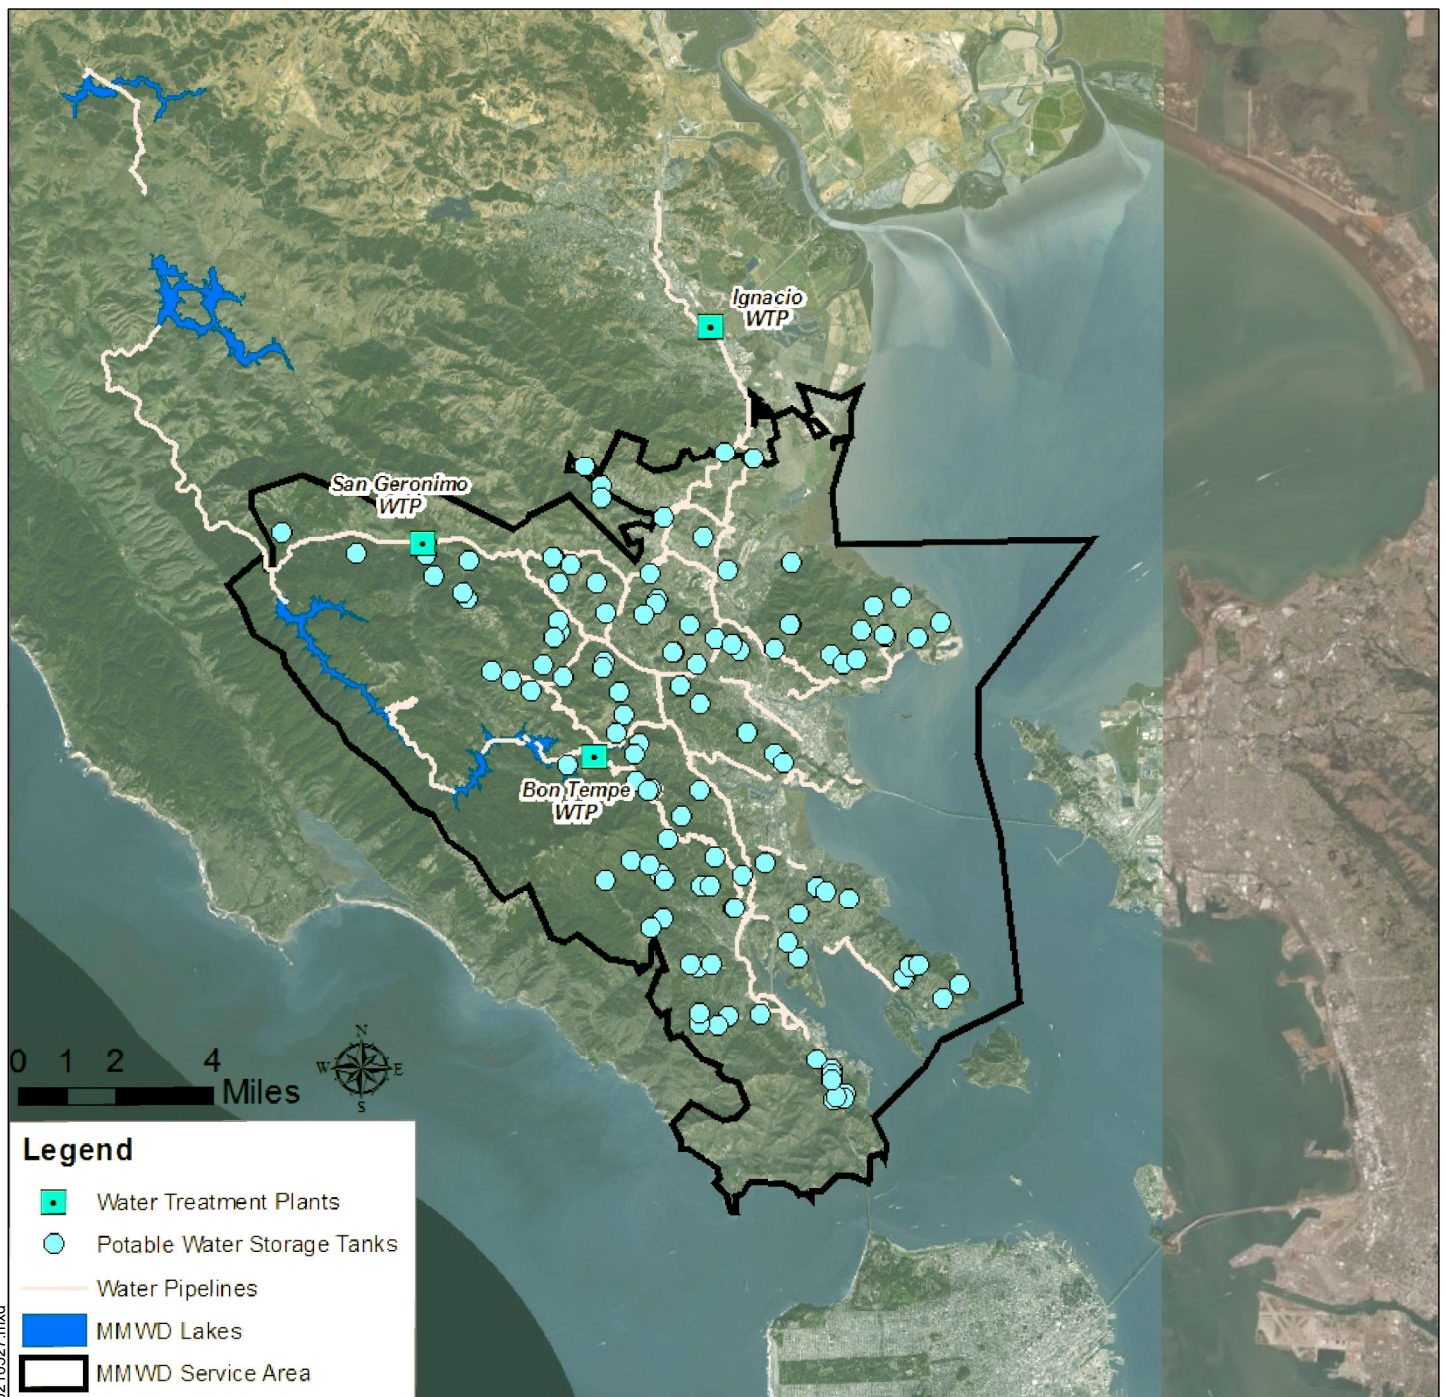 Ignacio
WTP
San Geronimo
WTP
Bon Tempe
WTP
N
W E
S
0 1 2 4
Miles
Legend
Water Treatment Plants
Potable Water Storage Tanks
Water Pipelines
MMWD Lakes
MMWD Service Area